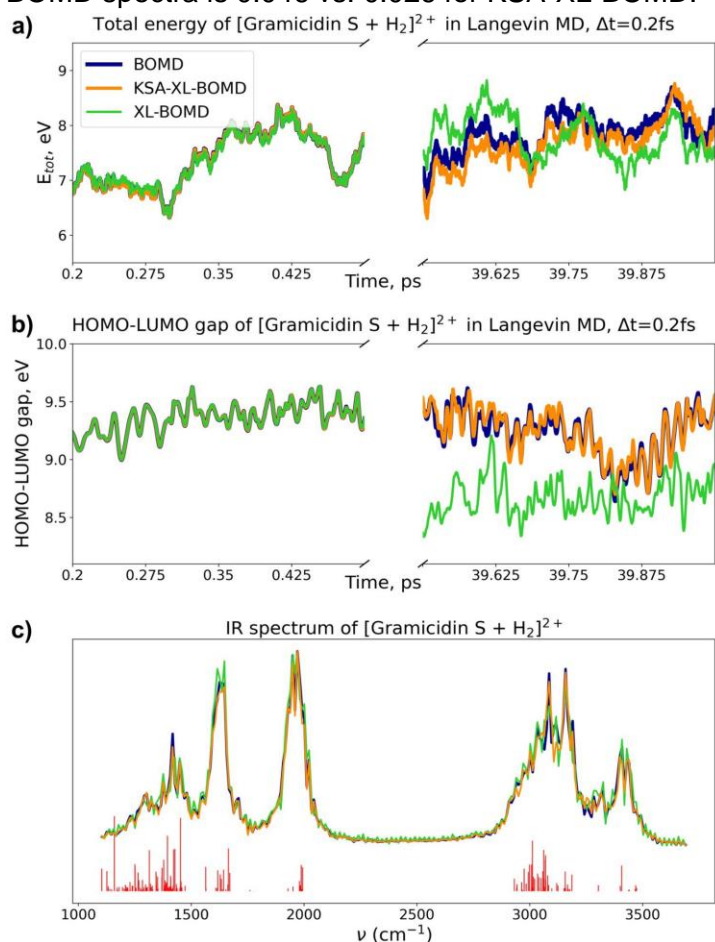 BOMD spectra is 0.048 vs. 0.028 for KSA-XL-BOMD.
a) Total energy of [Gramicidin S + H₂]²⁺ in Langevin MD, Δt=0.2fs
BOMD
KSA-XL-BOMD
XL-BOMD
E_tot, eV
9
8
7
6
0.2 0.275 0.35 0.425 39.625 39.75 39.875
Time, ps
b) HOMO-LUMO gap of [Gramicidin S + H₂]²⁺ in Langevin MD, Δt=0.2fs
HOMO-LUMO gap, eV
10.0
9.5
9.0
8.5
0.2 0.275 0.35 0.425 39.625 39.75 39.875
Time, ps
c) IR spectrum of [Gramicidin S + H₂]²⁺
1000 1500 2000 2500 3000 3500
ν (cm⁻¹)